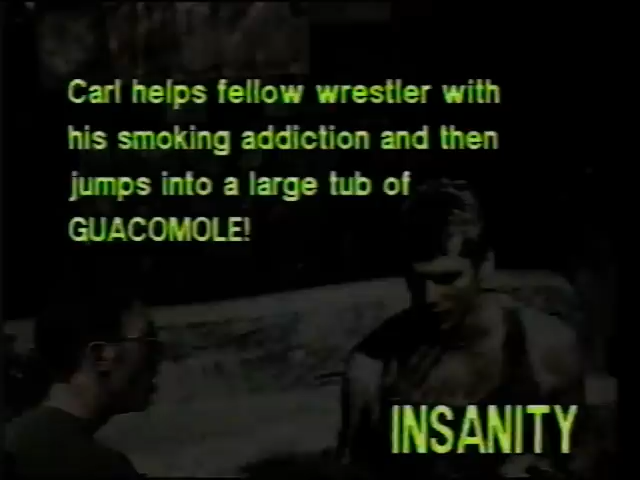 Carl helps fellow wrestler with
his smoking addiction and then
jumps into a large tub of
GUACOMOLE!
INSANITY